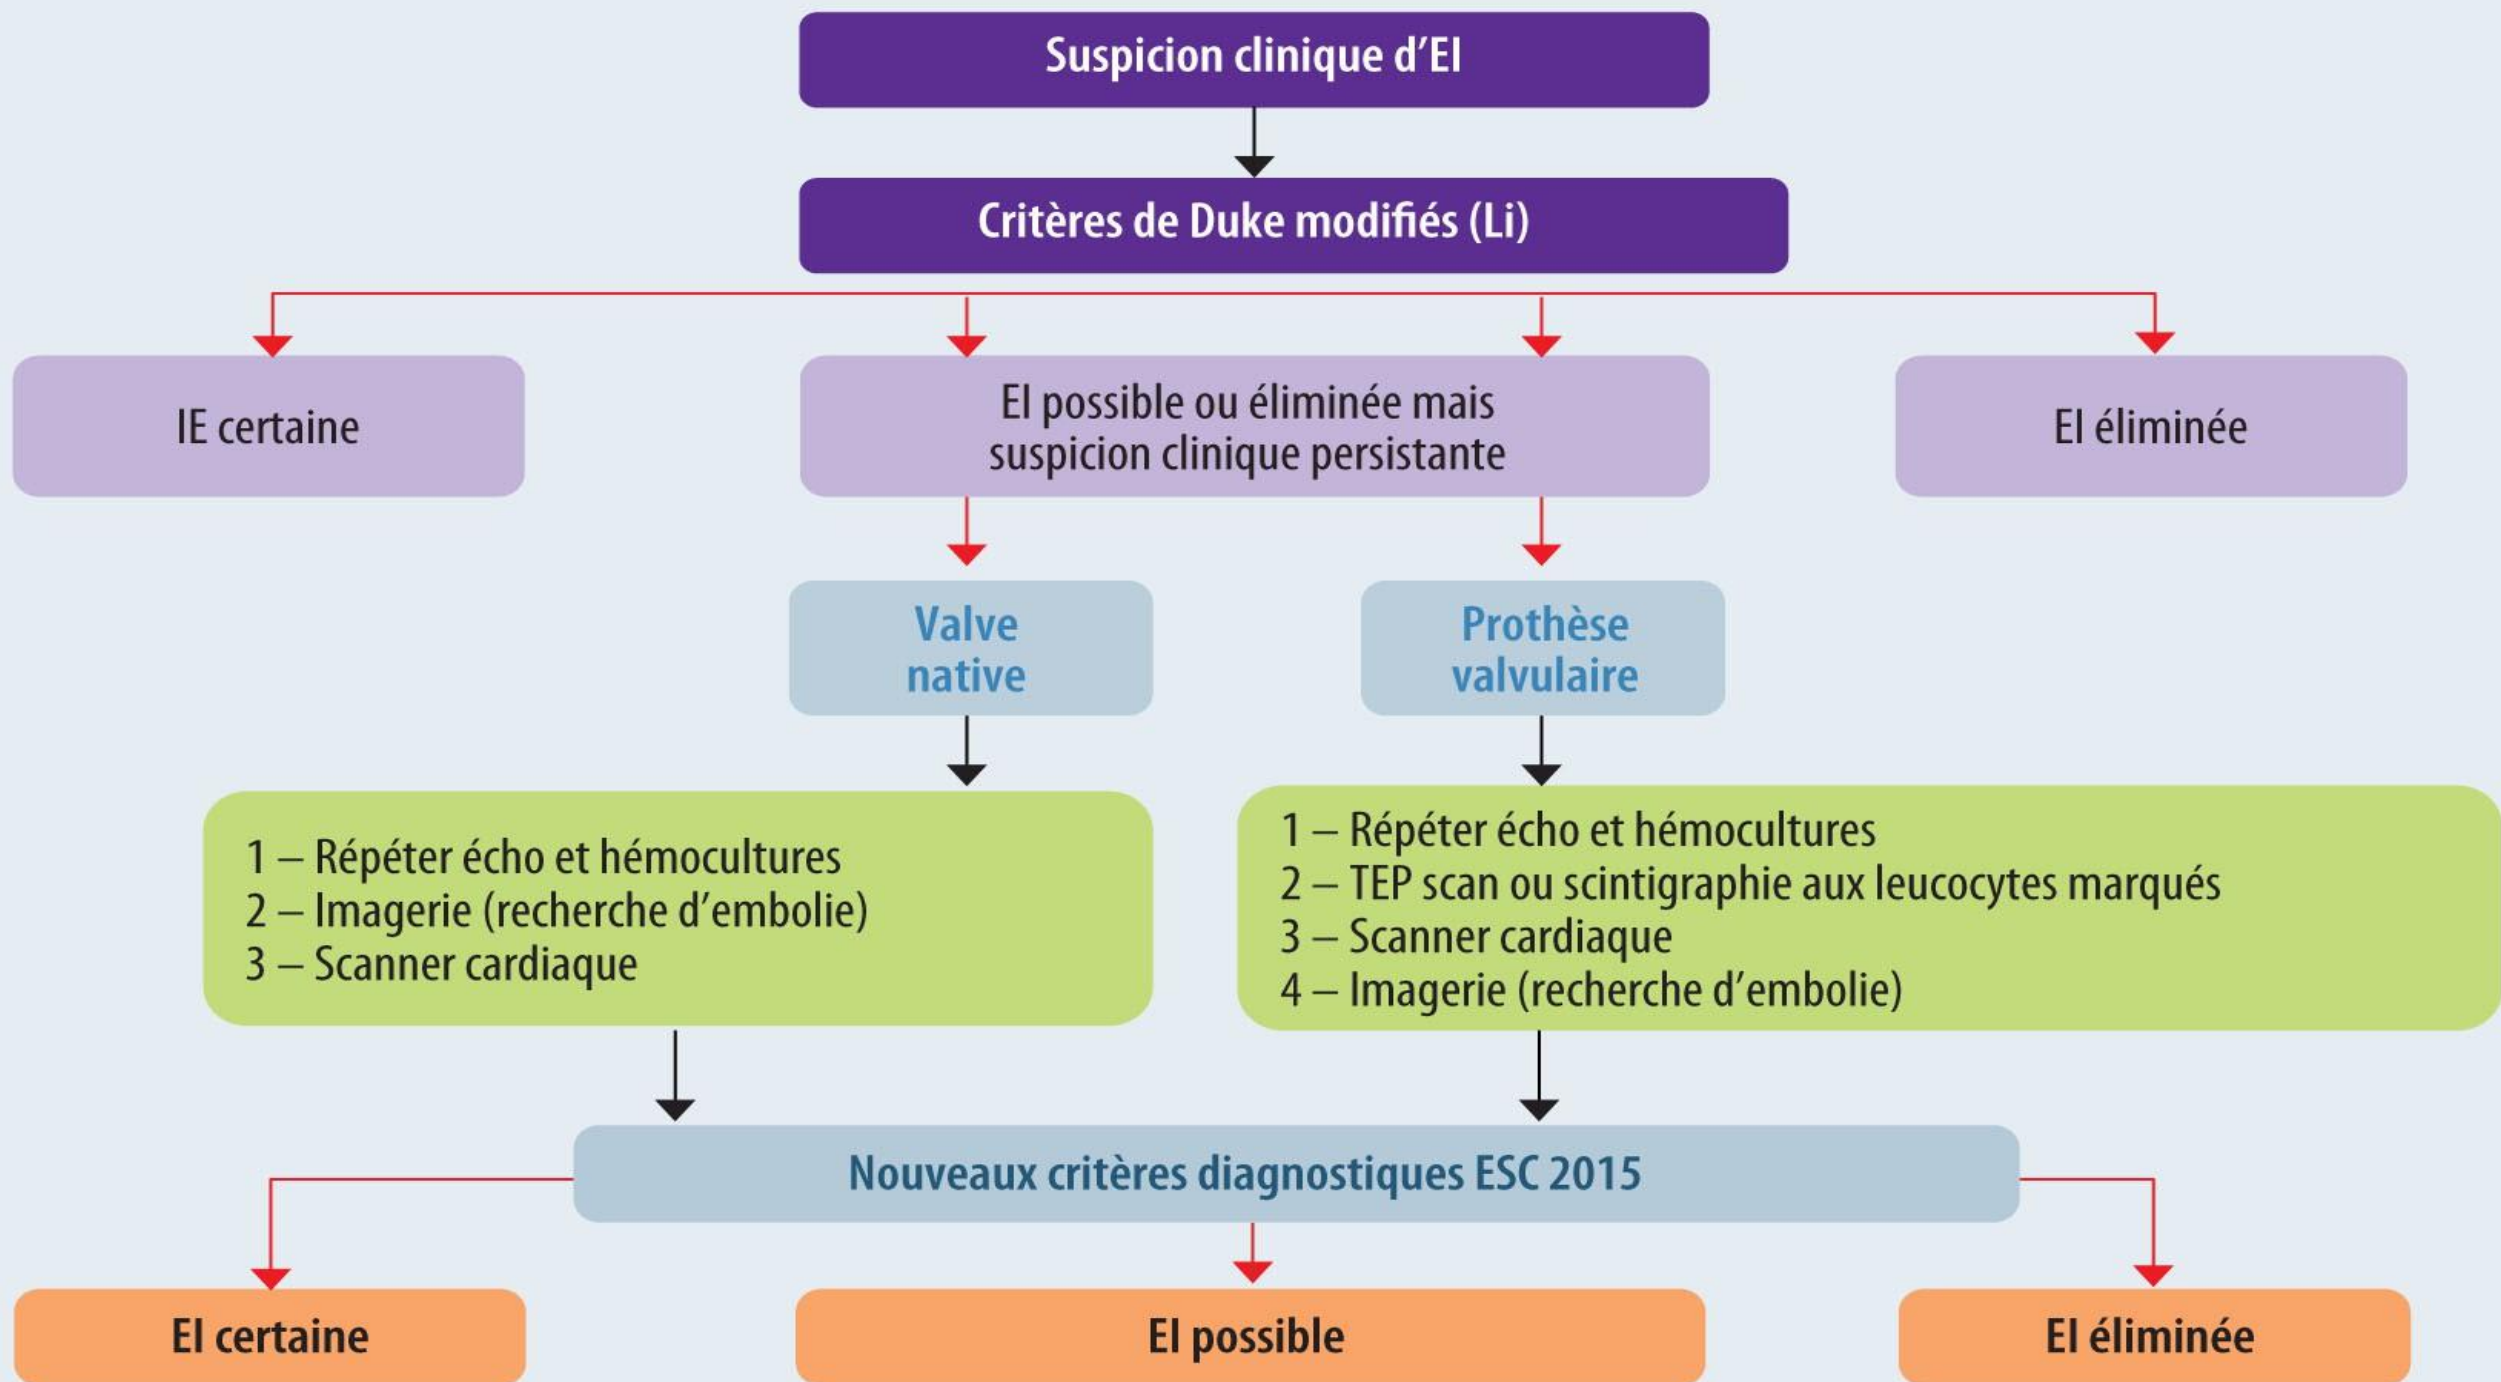 Suspicion clinique d’EI
Critères de Duke modifiés (Li)
IE certaine
EI possible ou éliminée mais
suspicion clinique persistante
EI éliminée
Valve
native
Prothèse
valvulaire
1 – Répéter écho et hémocultures
2 – Imagerie (recherche d’embolie)
3 – Scanner cardiaque
1 – Répéter écho et hémocultures
2 – TEP scan ou scintigraphie aux leucocytes marqués
3 – Scanner cardiaque
4 – Imagerie (recherche d’embolie)
Nouveaux critères diagnostiques ESC 2015
EI certaine
EI possible
EI éliminée